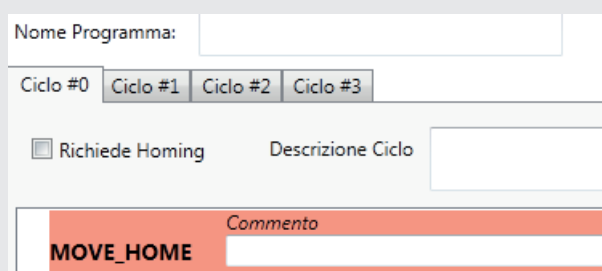 Nome Programma:
Ciclo #0 Ciclo #1 Ciclo #2 Ciclo #3
Richiede Homing Descrizione Ciclo
Commento
MOVE_HOME